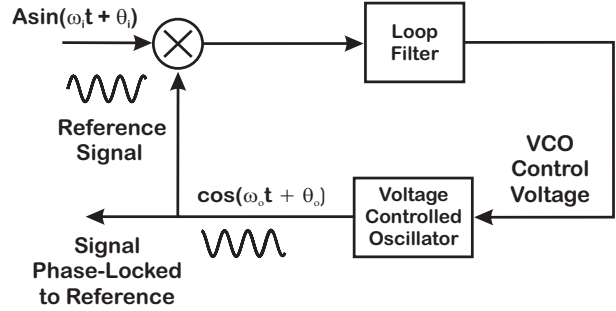 Asin(ωᵢt + θᵢ)
Loop
Filter
Reference
Signal
VCO
Control
Voltage
cos(ωₒt + θₒ)
Voltage
Controlled
Oscillator
Signal
Phase-Locked
to Reference